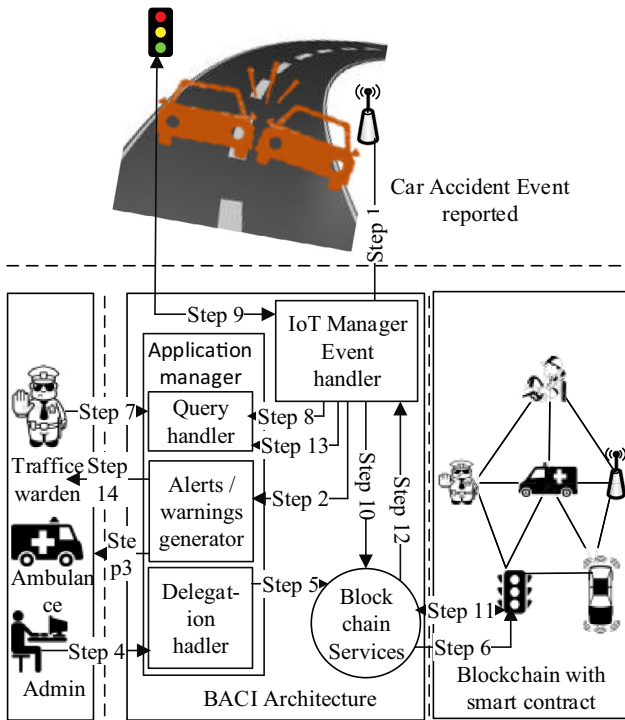 Car Accident Event
reported
Step 1
Step 9
IoT Manager
Event
handler
Application
manager
Step 7
Query
handler
Step 8
Step 13
Traffice
warden
Step
14
Alerts /
warnings
generator
Step 2
Step 10
Step 12
Ste
p3
Ambulan
ce
Delegat-
ion hadler
Step 5
Block
chain
Services
Step 11
Step 6
Step 4
Admin
BACI Architecture
Blockchain with
smart contract